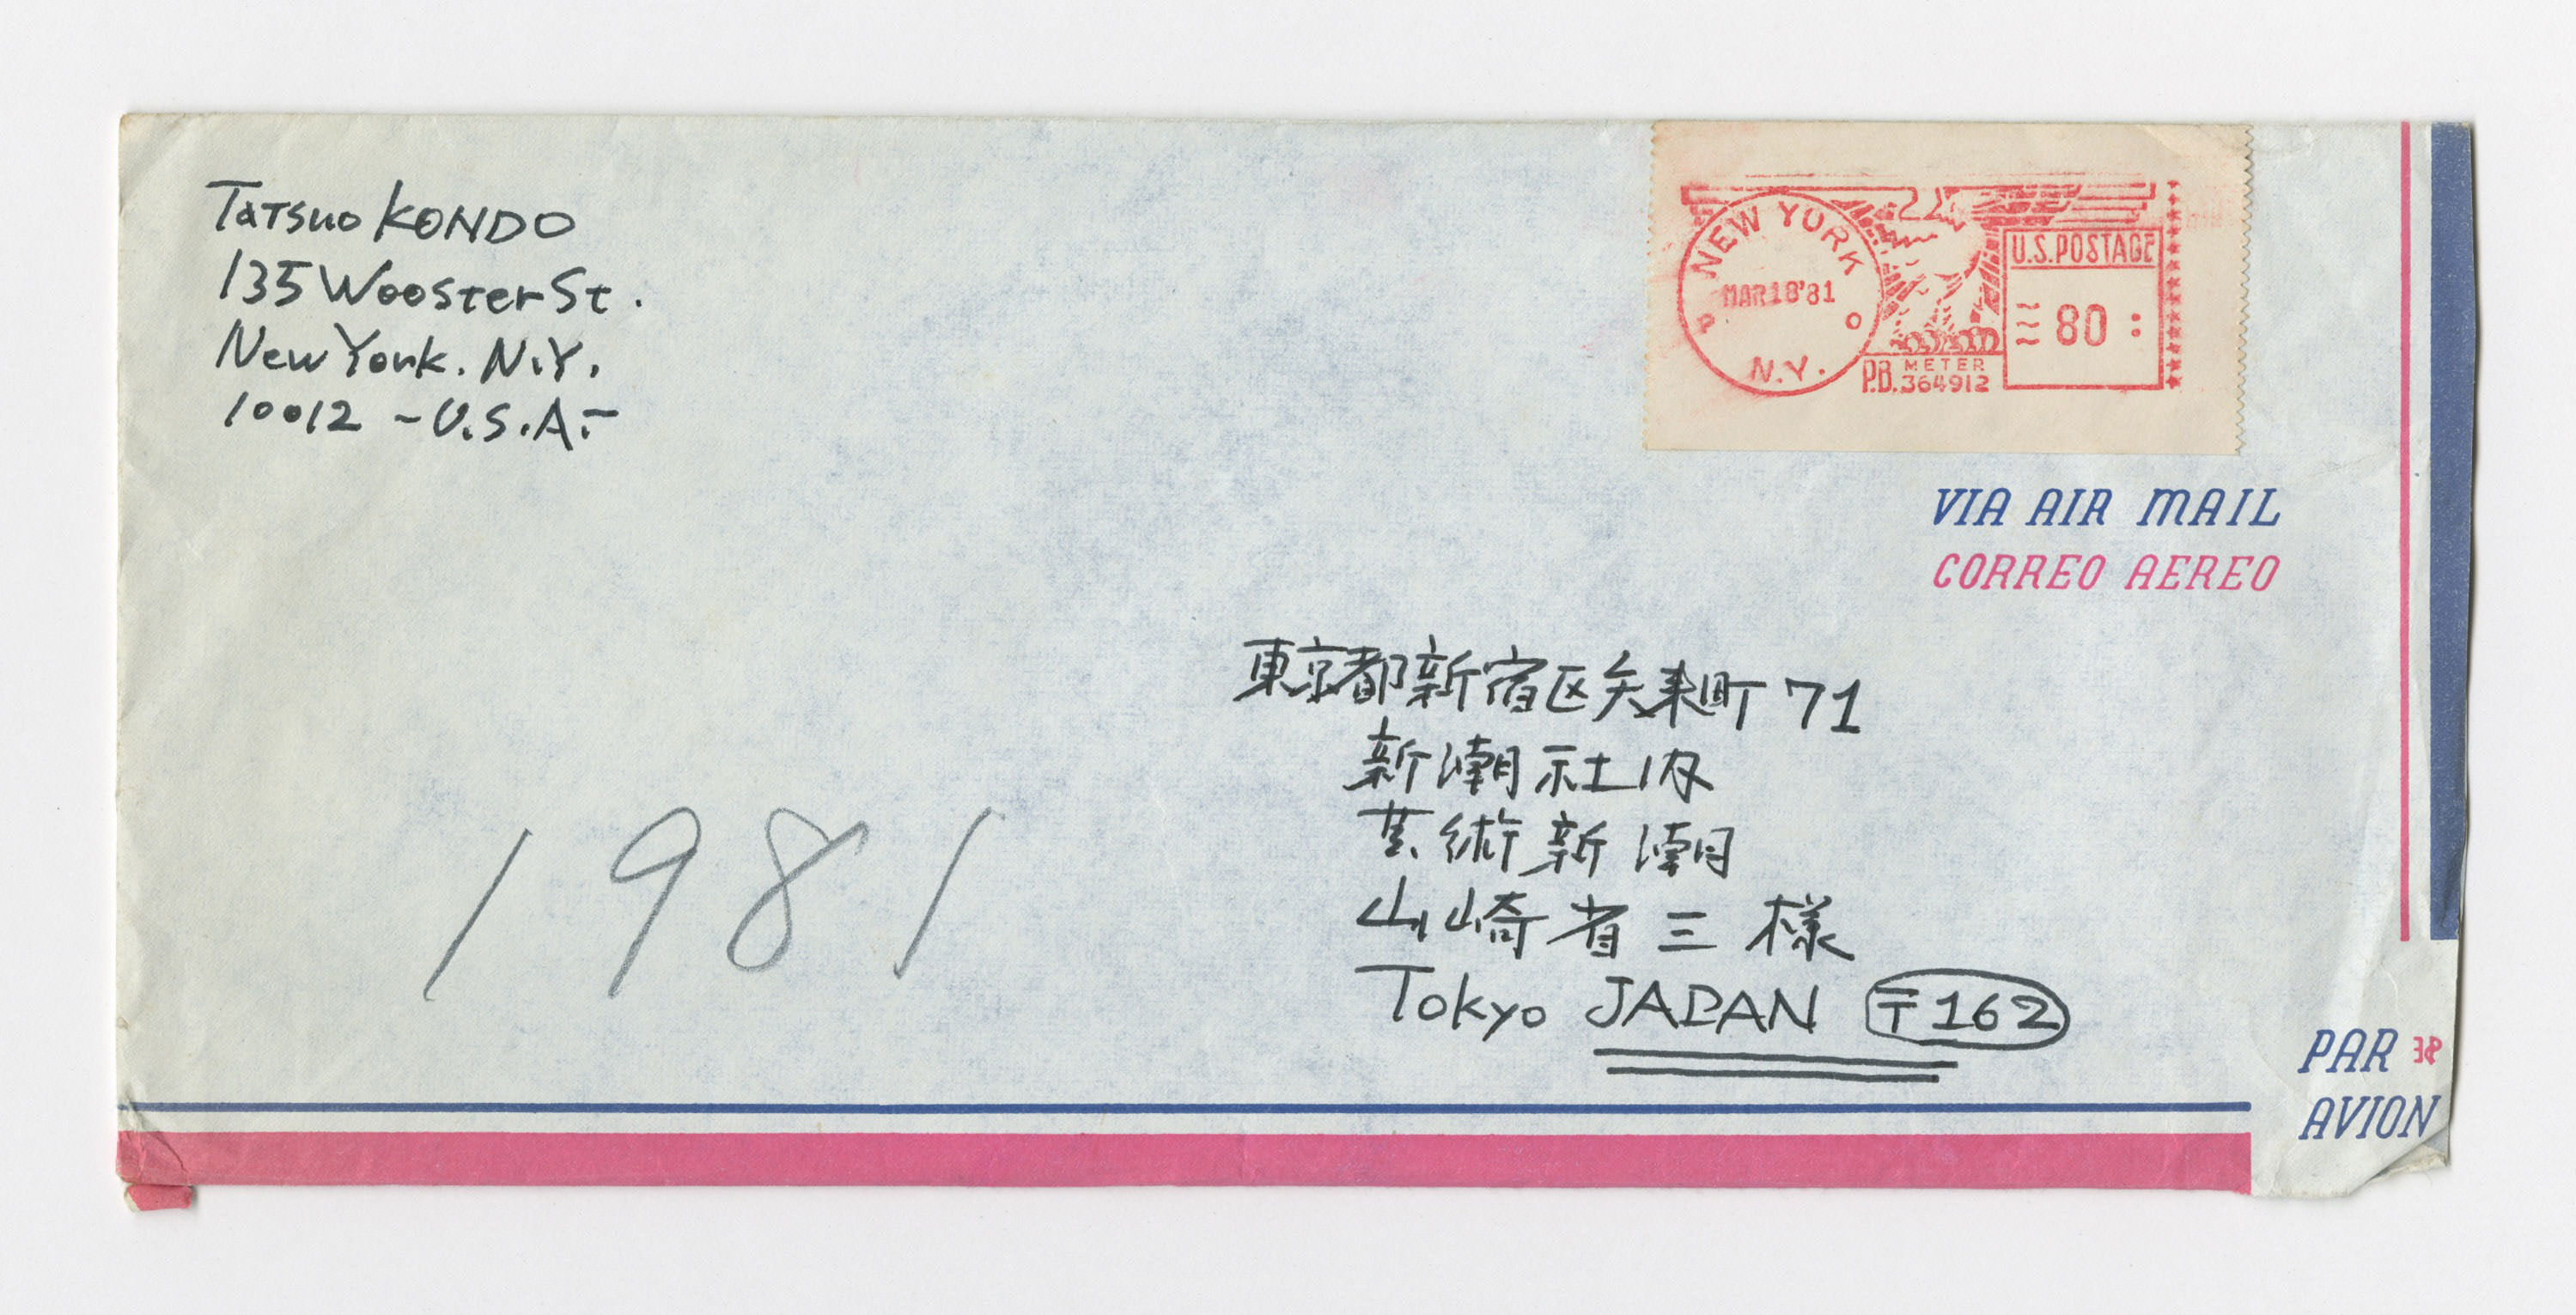 Tatsuo KONDO
135 Wooster St.
New York. N.Y.
10012 -U.S.A.-
NEW YORK
MAR 18 '81
P O
N.Y.
P.B. METER
364912
U.S. POSTAGE
80
VIA AIR MAIL
CORREO AEREO
東京都新宿区矢来町71
新潮社内
芸術新潮
山崎省三様
Tokyo JAPAN 〒162
1981
PAR
AVION